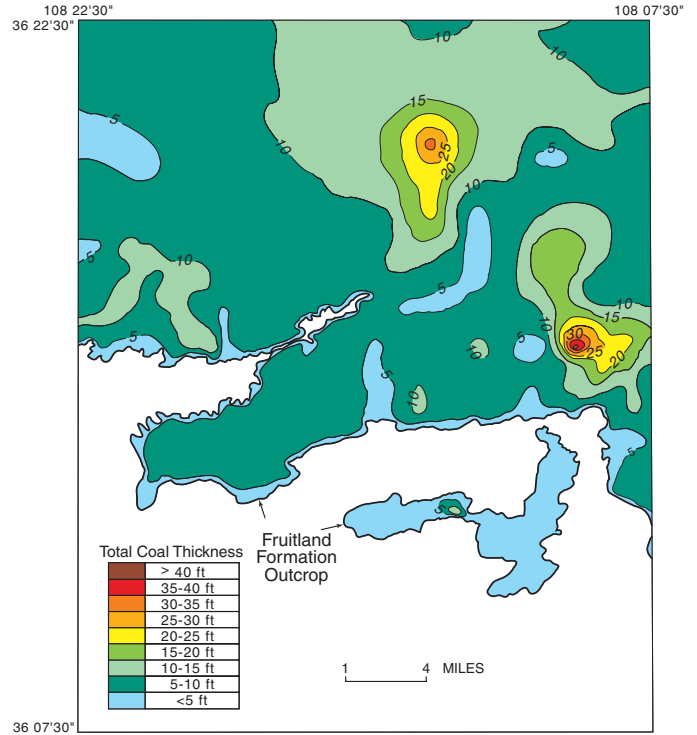 108 22'30"
108 07'30"
36 22'30"
10
10
5
15
10
25
5
20
10
5
10
5
10
15
10
30
5
5
25
20
10
5
10
5
5
Fruitland
Formation
Outcrop
Total Coal Thickness
> 40 ft
35-40 ft
30-35 ft
25-30 ft
20-25 ft
15-20 ft
10-15 ft
5-10 ft
<5 ft
1 4 MILES
36 07'30"